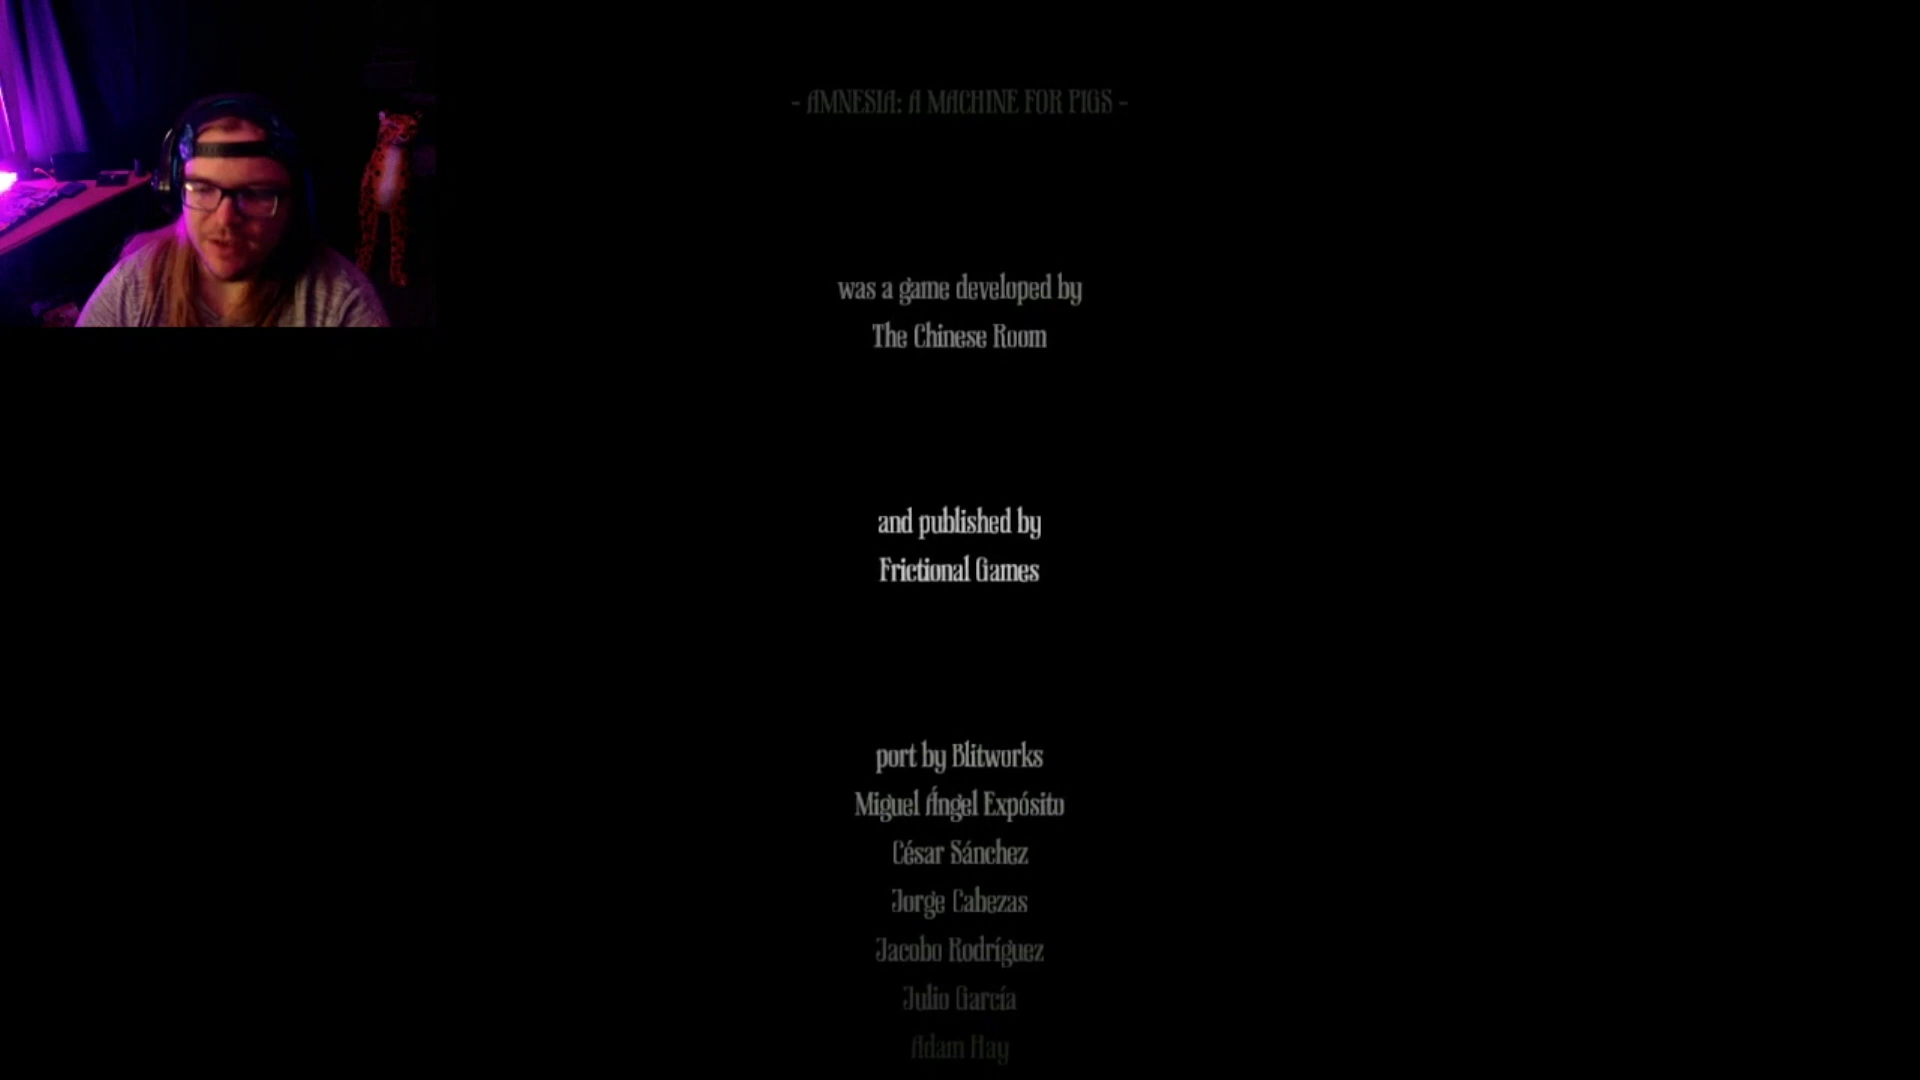 - AMNESIA: A MACHINE FOR PIGS -
was a game developed by
The Chinese Room
and published by
Frictional Games
port by Blitworks
Miguel Ángel Expósito
César Sánchez
Jorge Cabezas
Jacobo Rodríguez
Julio García
Adam Hay